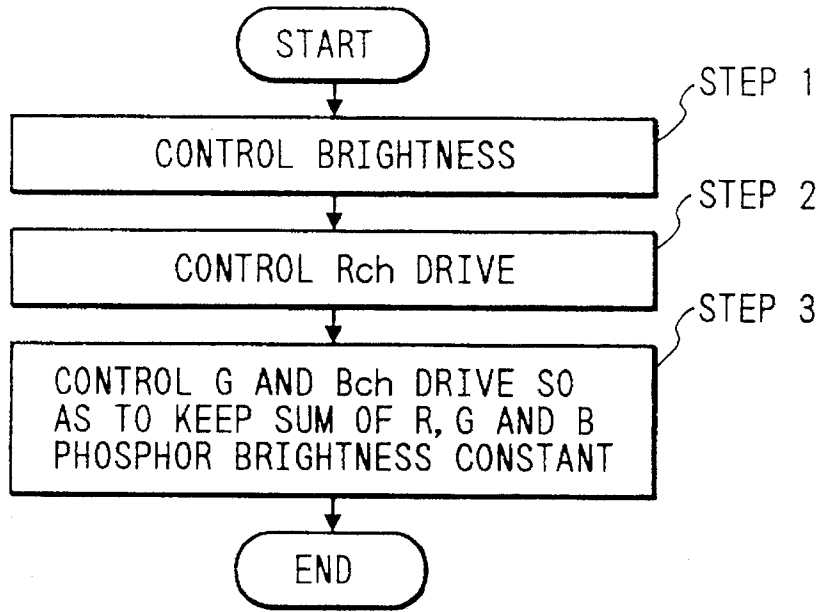 START
STEP 1
CONTROL BRIGHTNESS
STEP 2
CONTROL Rch DRIVE
STEP 3
CONTROL G AND Bch DRIVE SO
AS TO KEEP SUM OF R, G AND B
PHOSPHOR BRIGHTNESS CONSTANT
END